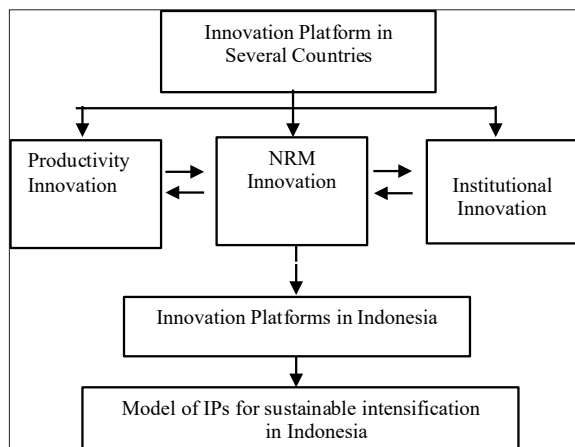 Innovation Platform in
Several Countries
Productivity
Innovation
NRM
Innovation
Institutional
Innovation
Innovation Platforms in Indonesia
Model of IPs for sustainable intensification
in Indonesia